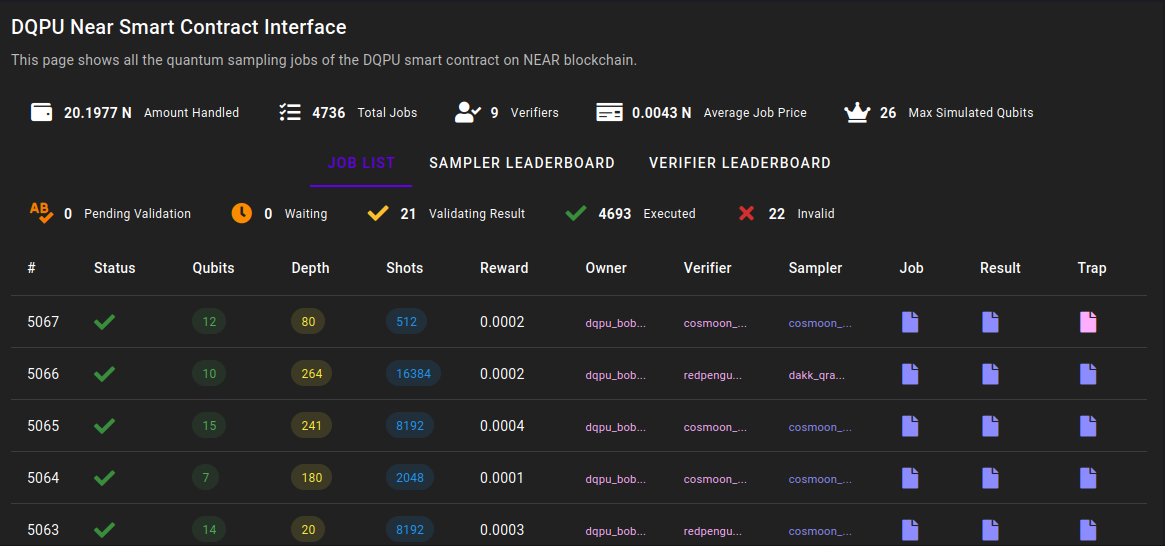 DQPU Near Smart Contract Interface
This page shows all the quantum sampling jobs of the DQPU smart contract on NEAR blockchain.
20.1977 N Amount Handled 4736 Total Jobs 9 Verifiers 0.0043 N Average Job Price 26 Max Simulated Qubits
JOB LIST SAMPLER LEADERBOARD VERIFIER LEADERBOARD
AB 0 Pending Validation 0 Waiting 21 Validating Result 4693 Executed 22 Invalid
# Status Qubits Depth Shots Reward Owner Verifier Sampler Job Result Trap
5067 12 80 512 0.0002 dqpu_bob... cosmoon_... cosmoon_...
5066 10 264 16384 0.0002 dqpu_bob... redpengu... dakk_qra...
5065 15 241 8192 0.0004 dqpu_bob... cosmoon_... cosmoon_...
5064 7 180 2048 0.0001 dqpu_bob... cosmoon_... cosmoon_...
5063 14 20 8192 0.0003 dqpu_bob... redpengu... cosmoon_...